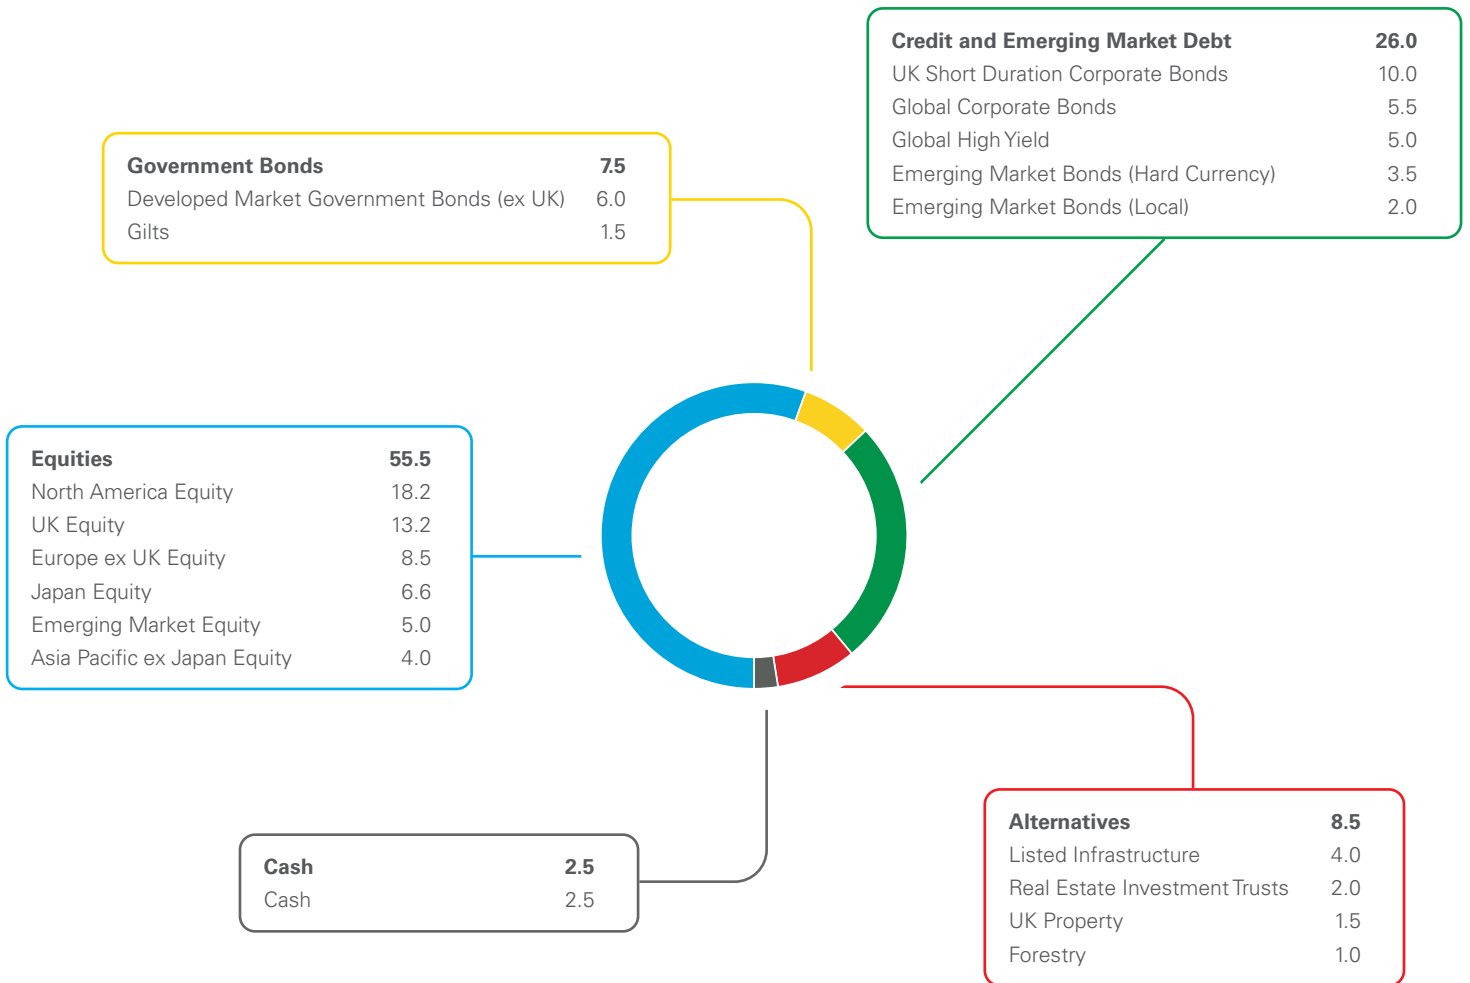 Credit and Emerging Market Debt 26.0
UK Short Duration Corporate Bonds 10.0
Global Corporate Bonds 5.5
Global High Yield 5.0
Emerging Market Bonds (Hard Currency) 3.5
Emerging Market Bonds (Local) 2.0
Government Bonds 7.5
Developed Market Government Bonds (ex UK) 6.0
Gilts 1.5
Equities 55.5
North America Equity 18.2
UK Equity 13.2
Europe ex UK Equity 8.5
Japan Equity 6.6
Emerging Market Equity 5.0
Asia Pacific ex Japan Equity 4.0
Alternatives 8.5
Listed Infrastructure 4.0
Real Estate Investment Trusts 2.0
UK Property 1.5
Forestry 1.0
Cash 2.5
Cash 2.5